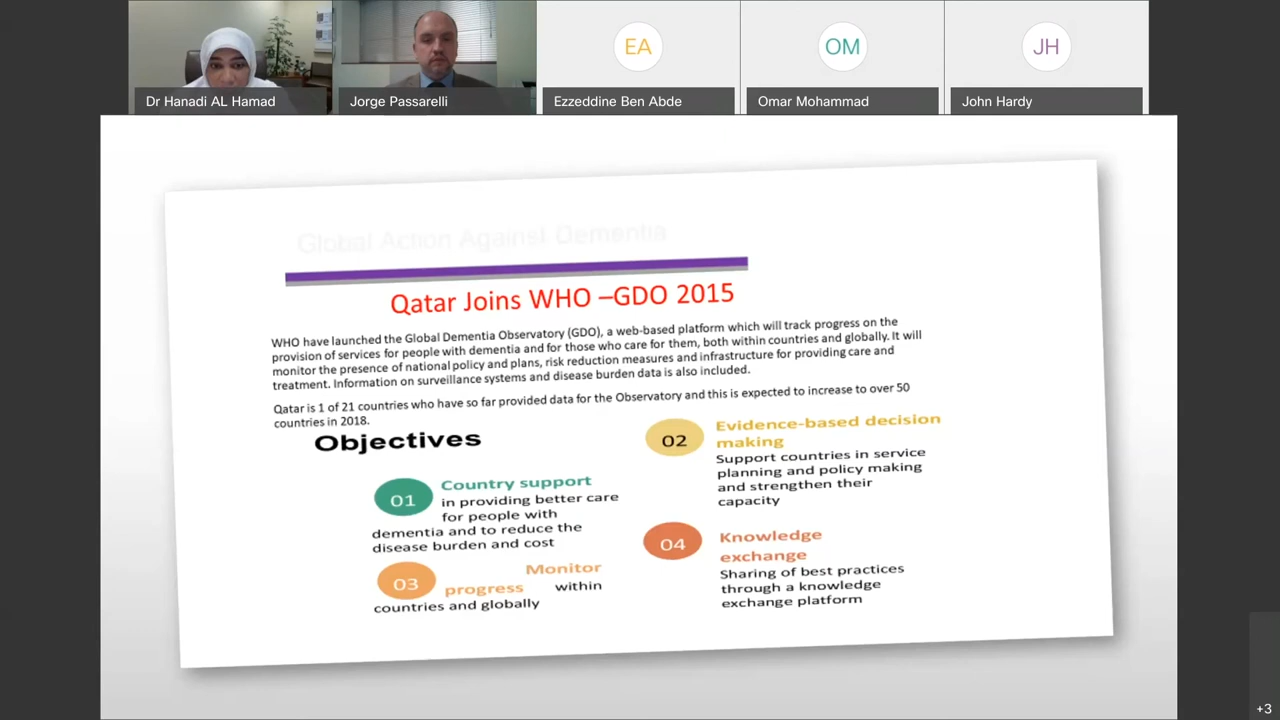 Dr Hanadi AL Hamad
Jorge Passarelli
EA
Ezzeddine Ben Abde
OM
Omar Mohammad
JH
John Hardy
Global Action Against Dementia
Qatar Joins WHO –GDO 2015
WHO have launched the Global Dementia Observatory (GDO), a web-based platform which will track progress on the
provision of services for people with dementia and for those who care for them, both within countries and globally. It will
monitor the presence of national policy and plans, risk reduction measures and infrastructure for providing care and
treatment. Information on surveillance systems and disease burden data is also included.
Qatar is 1 of 21 countries who have so far provided data for the Observatory and this is expected to increase to over 50
countries in 2018.
Objectives
01
Country support
in providing better care
for people with
dementia and to reduce the
disease burden and cost
02
Evidence-based decision
making
Support countries in service
planning and policy making
and strengthen their
capacity
03
Monitor
progress within
countries and globally
04
Knowledge
exchange
Sharing of best practices
through a knowledge
exchange platform
+3